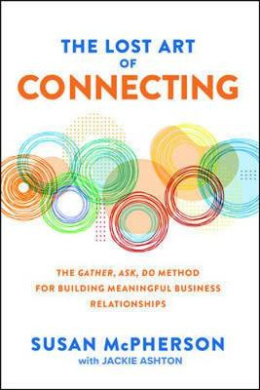 THE LOST ART
OF
CONNECTING
THE GATHER, ASK, DO METHOD
FOR BUILDING MEANINGFUL BUSINESS
RELATIONSHIPS
SUSAN McPHERSON
with JACKIE ASHTON